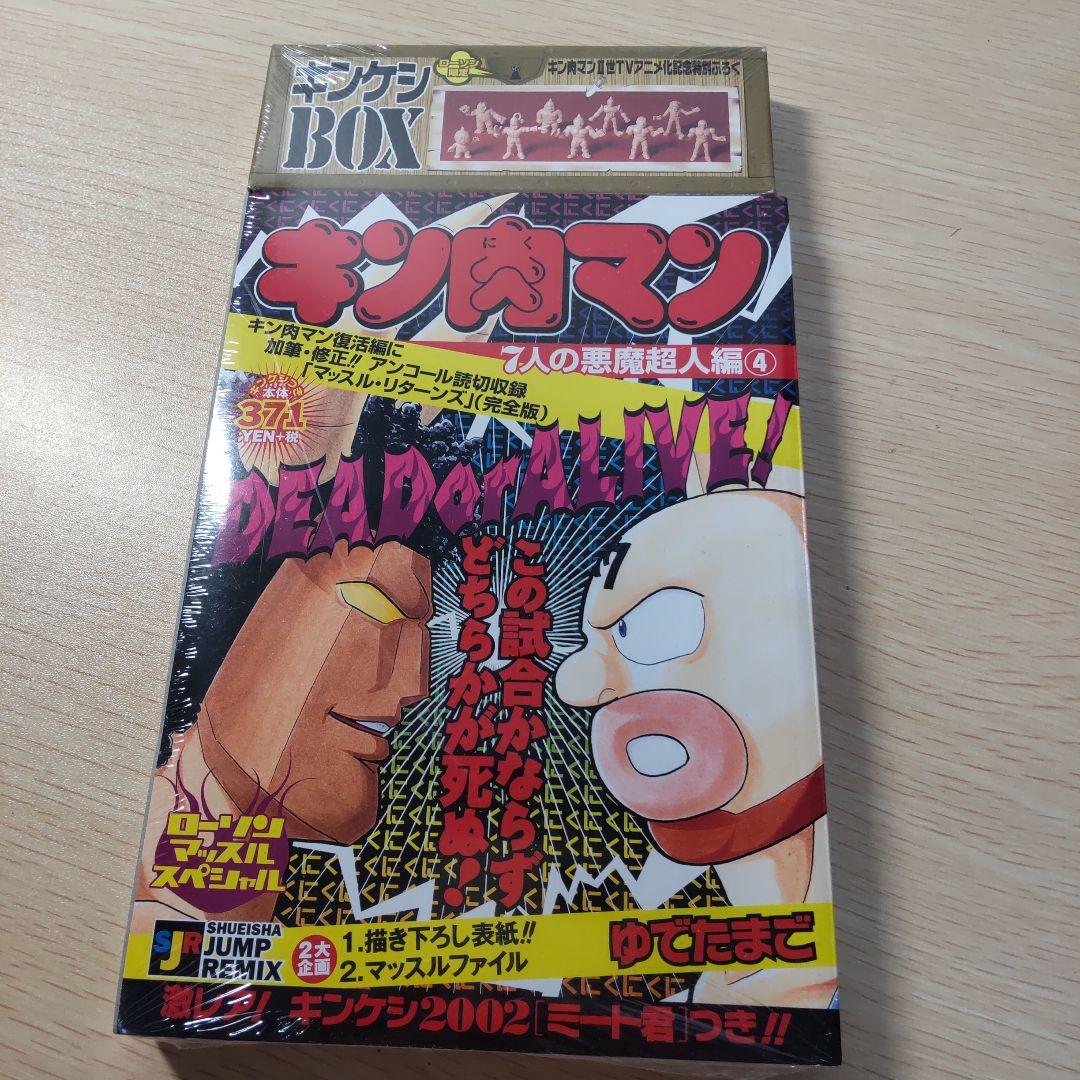 キンケシ
BOX
ローソン
限定
キン肉マンⅡ世TVアニメ化記念特別ふろく
キン肉マン
にく
7人の悪魔超人編④
キン肉マン復活編に
加筆・修正!! アンコール読切収録
「マッスル・リターンズ」(完全版)
本体
371
YEN+税
DEAD or ALIVE!
この試合かならず
どちらかが死ぬ!
ローソン
マッスル
スペシャル
SJR
SHUEISHA
JUMP
REMIX
2大
企画
1.描き下ろし表紙!!
2.マッスルファイル
ゆでたまご
激レア! キンケシ2002[ミート君]つき!!